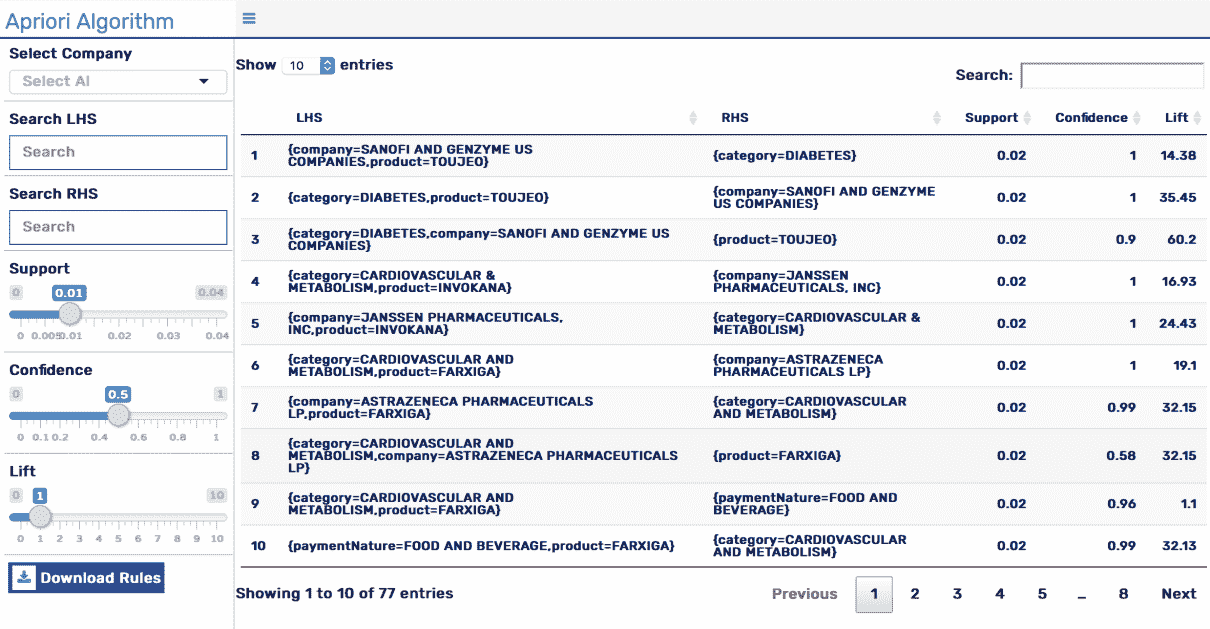 Apriori Algorithm
Select Company
Select Al
Search LHS
Search
Search RHS
Search
Support
0 0.01 0.04
0 0.005 0.01 0.02 0.03 0.04
Confidence
0 0.5 1
0 0.1 0.2 0.4 0.6 0.8 1
Lift
0 1 10
0 1 2 3 4 5 6 7 8 9 10
Download Rules
Show 10 entries
Search:
LHS RHS Support Confidence Lift
1 {company=SANOFI AND GENZYME US
COMPANIES,product=TOUJEO} {category=DIABETES} 0.02 1 14.38
2 {category=DIABETES,product=TOUJEO} {company=SANOFI AND GENZYME
US COMPANIES} 0.02 1 35.45
3 {category=DIABETES,company=SANOFI AND GENZYME US
COMPANIES} {product=TOUJEO} 0.02 0.9 60.2
4 {category=CARDIOVASCULAR &
METABOLISM,product=INVOKANA} {company=JANSSEN
PHARMACEUTICALS, INC} 0.02 1 16.93
5 {company=JANSSEN PHARMACEUTICALS,
INC,product=INVOKANA} {category=CARDIOVASCULAR &
METABOLISM} 0.02 1 24.43
6 {category=CARDIOVASCULAR AND
METABOLISM,product=FARXIGA} {company=ASTRAZENECA
PHARMACEUTICALS LP} 0.02 1 19.1
7 {company=ASTRAZENECA PHARMACEUTICALS
LP,product=FARXIGA} {category=CARDIOVASCULAR
AND METABOLISM} 0.02 0.99 32.15
8 {category=CARDIOVASCULAR AND
METABOLISM,company=ASTRAZENECA PHARMACEUTICALS
LP} {product=FARXIGA} 0.02 0.58 32.15
9 {category=CARDIOVASCULAR AND
METABOLISM,product=FARXIGA} {paymentNature=FOOD AND
BEVERAGE} 0.02 0.96 1.1
10 {paymentNature=FOOD AND BEVERAGE,product=FARXIGA} {category=CARDIOVASCULAR
AND METABOLISM} 0.02 0.99 32.13
Showing 1 to 10 of 77 entries
Previous 1 2 3 4 5 … 8 Next